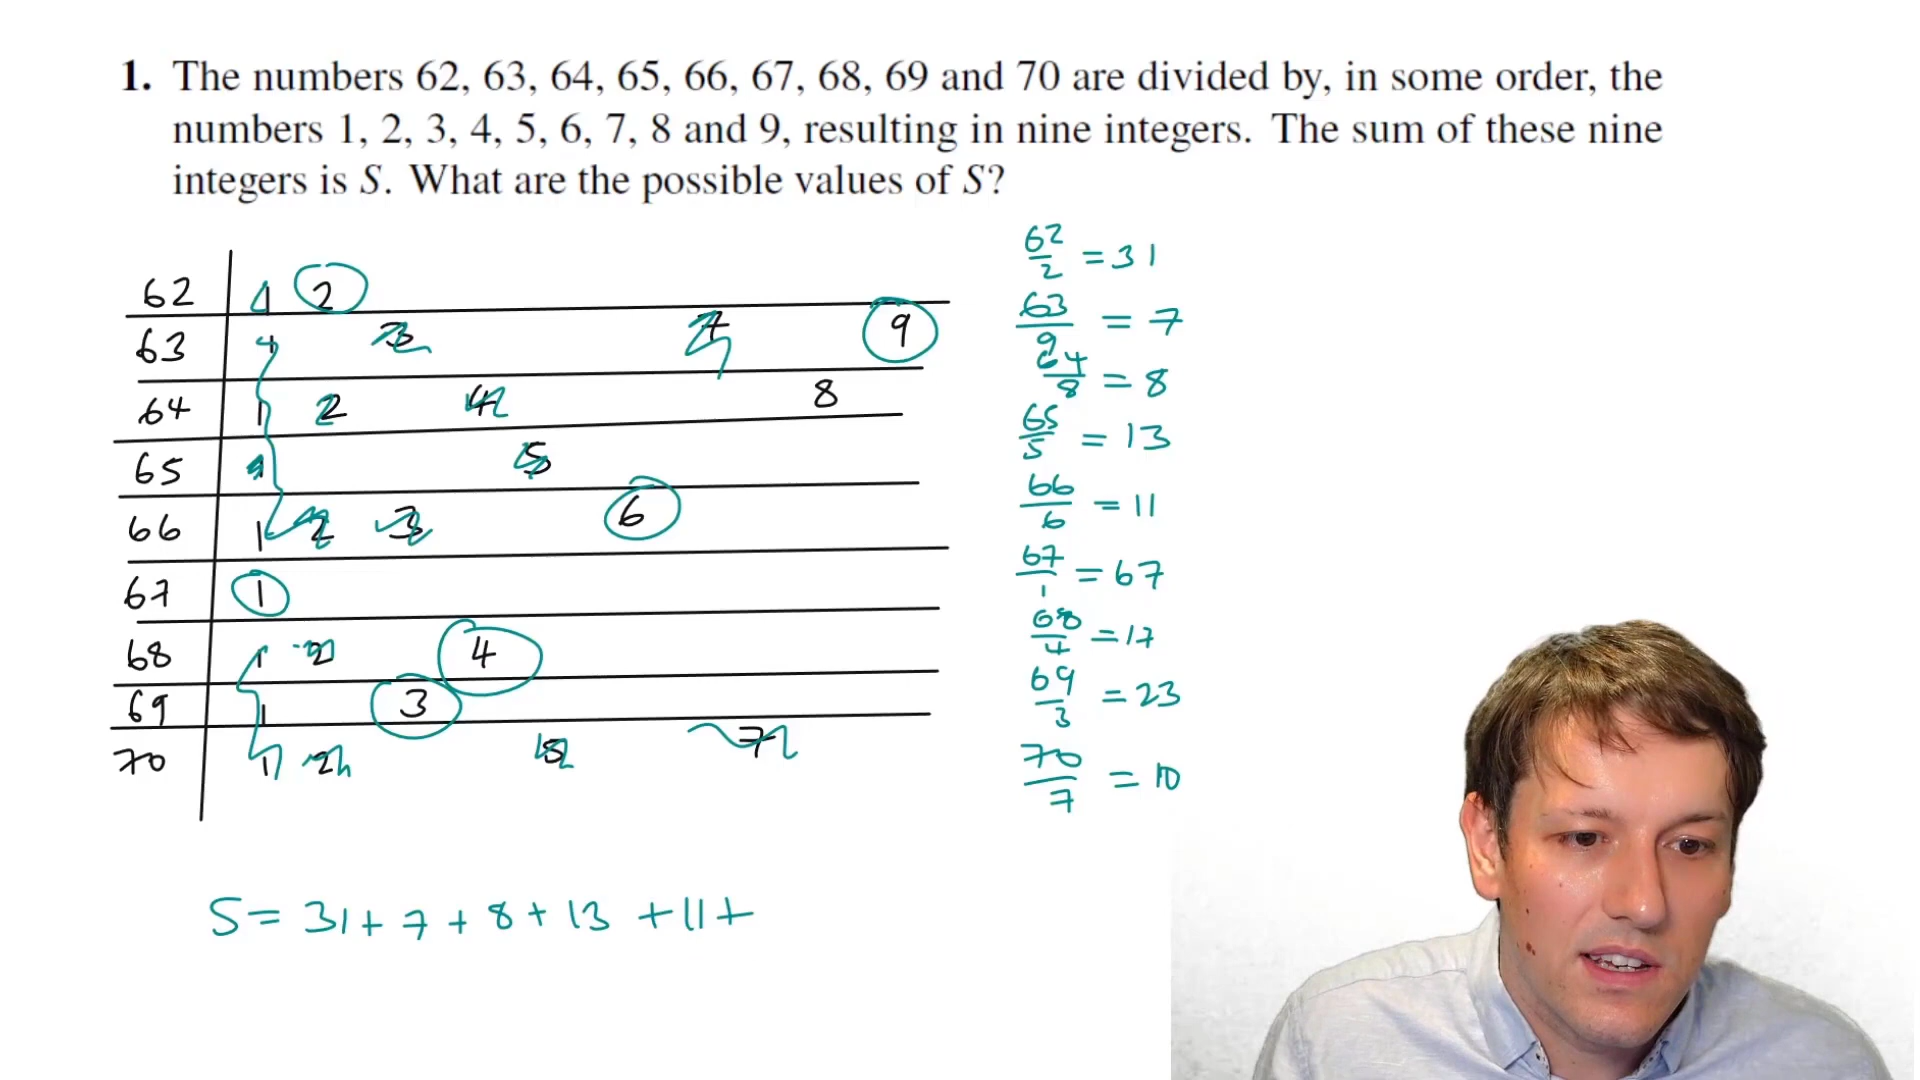 1. The numbers 62, 63, 64, 65, 66, 67, 68, 69 and 70 are divided by, in some order, the
numbers 1, 2, 3, 4, 5, 6, 7, 8 and 9, resulting in nine integers. The sum of these nine
integers is S. What are the possible values of S?
62 1 2
63 1 3 7 9
64 1 2 4 8
65 1 5
66 1 2 3 6
67 1
68 1 2 4
69 1 3
70 1 2 5 7
62/2 = 31
63/9 = 7
64/8 = 8
65/5 = 13
66/6 = 11
67/1 = 67
68/4 = 17
69/3 = 23
70/7 = 10
S = 31 + 7 + 8 + 13 + 11 +